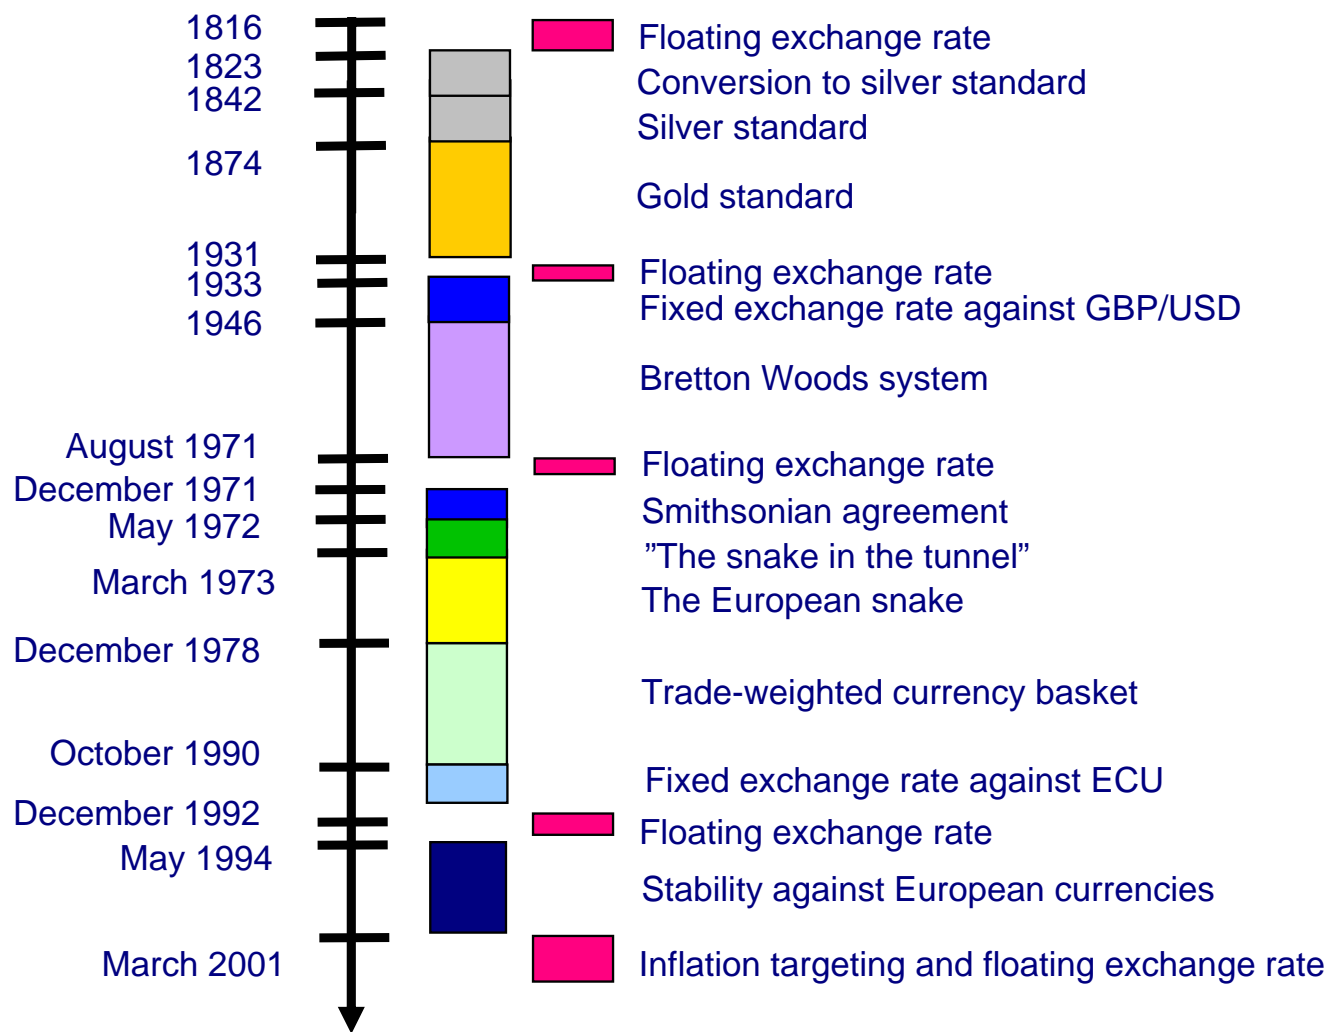 1816
Floating exchange rate
1823
Conversion to silver standard
1842
Silver standard
1874
Gold standard
1931
Floating exchange rate
1933
Fixed exchange rate against GBP/USD
1946
Bretton Woods system
August 1971
Floating exchange rate
December 1971
Smithsonian agreement
May 1972
”The snake in the tunnel”
March 1973
The European snake
December 1978
Trade-weighted currency basket
October 1990
Fixed exchange rate against ECU
December 1992
Floating exchange rate
May 1994
Stability against European currencies
March 2001
Inflation targeting and floating exchange rate